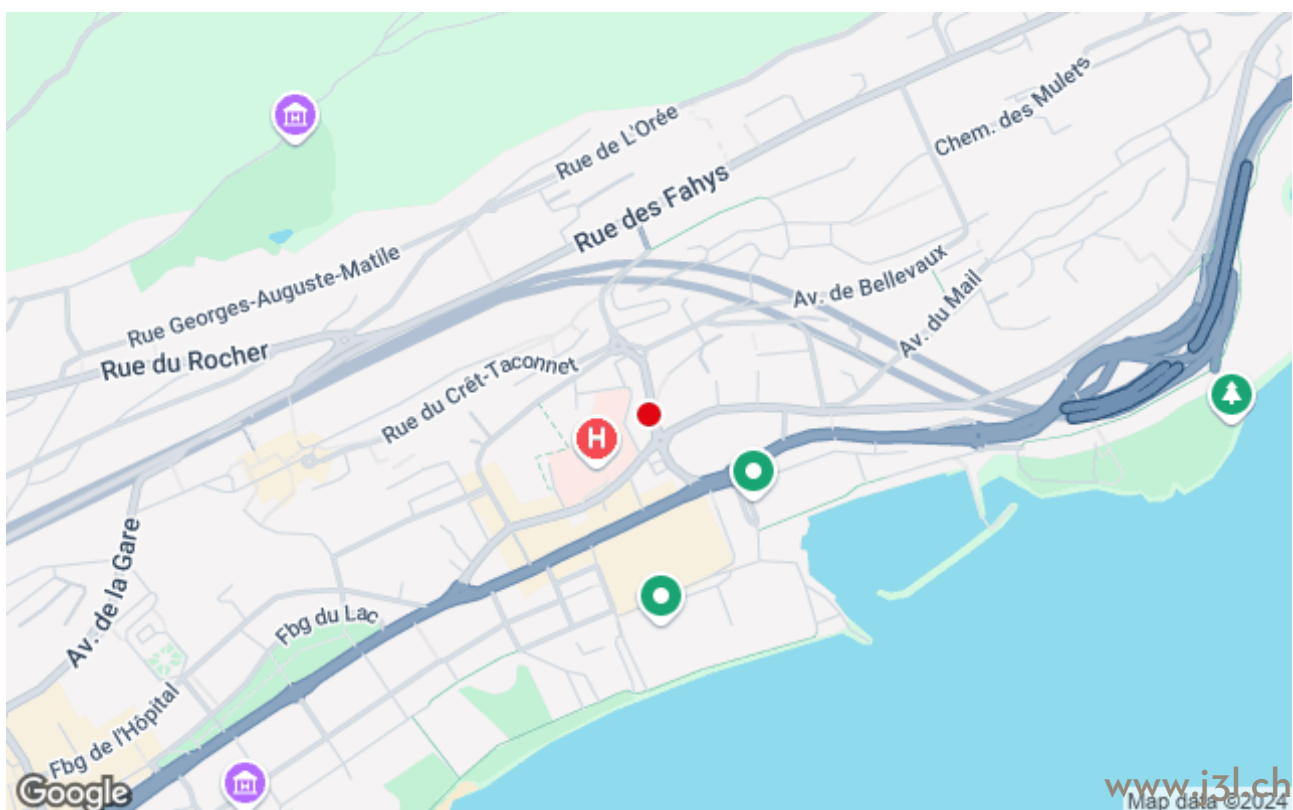 Chem. des Mulets
Rue de L'Orée
Rue des Fahys
Rue Georges-Auguste-Matile
Av. de Bellevaux
Av. du Mail
Rue du Rocher
Rue du Crêt-Taconnet
H
H
Av. de la Gare
Fbg du Lac
Fbg de l'Hôpital
H
Google
www.j3l.ch
Map data ©2024